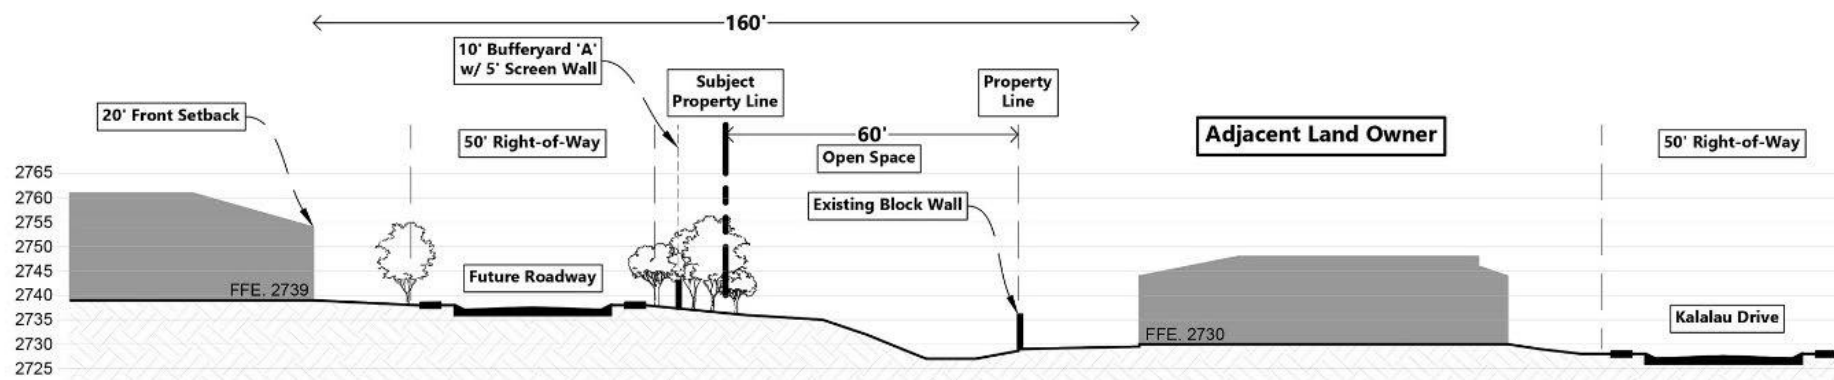 160'
10' Bufferyard 'A'
w/ 5' Screen Wall
Subject
Property Line
Property
Line
20' Front Setback
50' Right-of-Way
60'
Open Space
Adjacent Land Owner
50' Right-of-Way
Existing Block Wall
Future Roadway
Kalalau Drive
FFE. 2739
FFE. 2730
2765
2760
2755
2750
2745
2740
2735
2730
2725